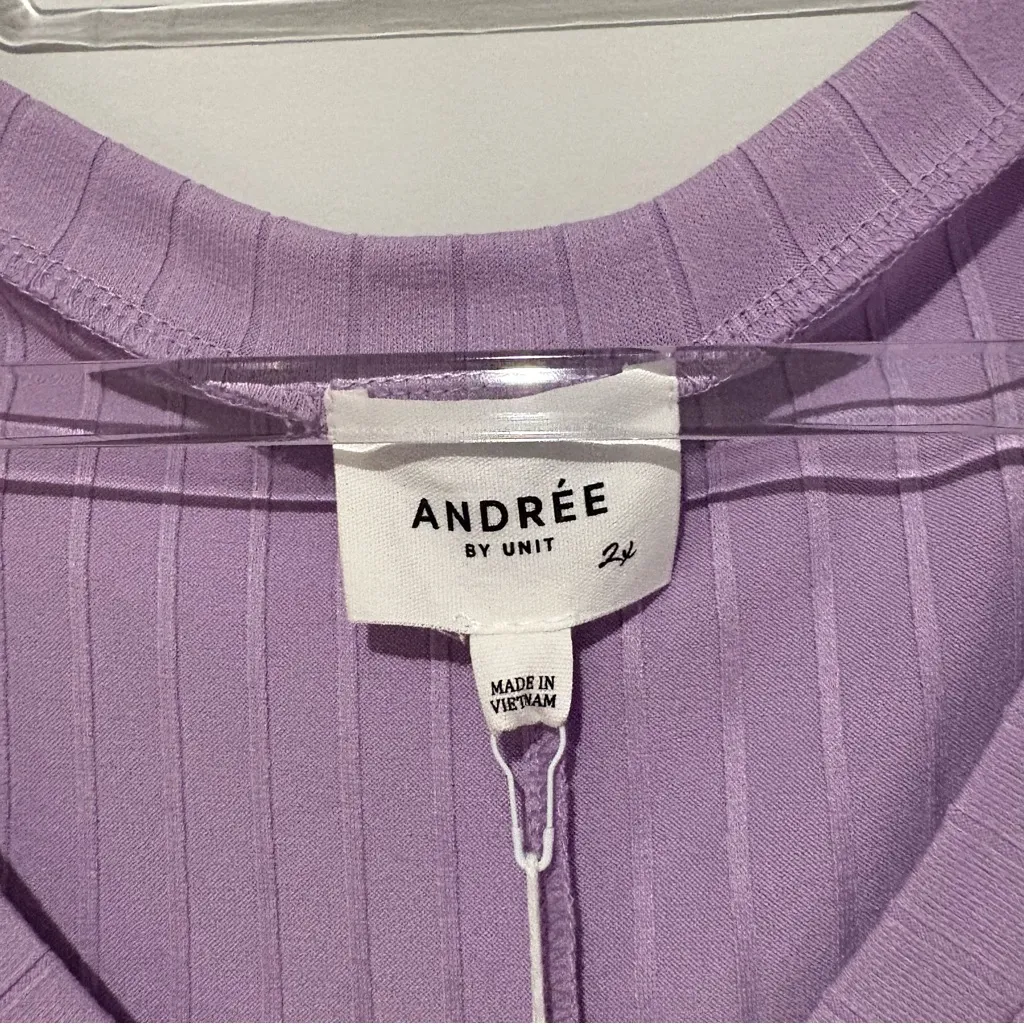 ANDRÉE
BY UNIT
2x
MADE IN
VIETNAM